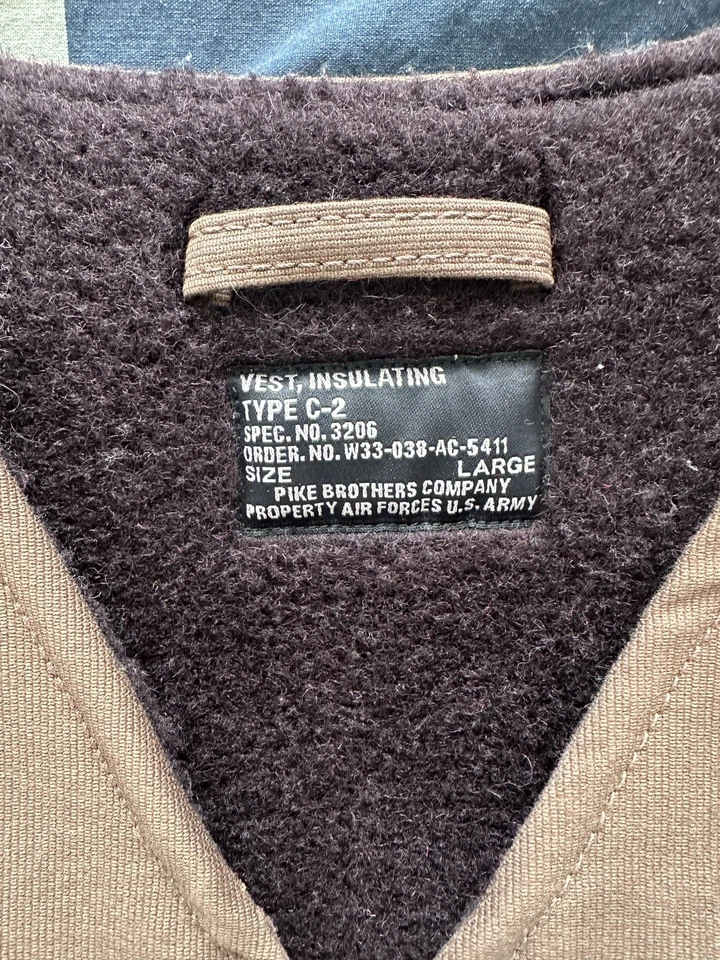 VEST, INSULATING
TYPE C-2
SPEC. NO. 3206
ORDER. NO. W33-038-AC-5411
SIZE LARGE
PIKE BROTHERS COMPANY
PROPERTY AIR FORCES U.S. ARMY